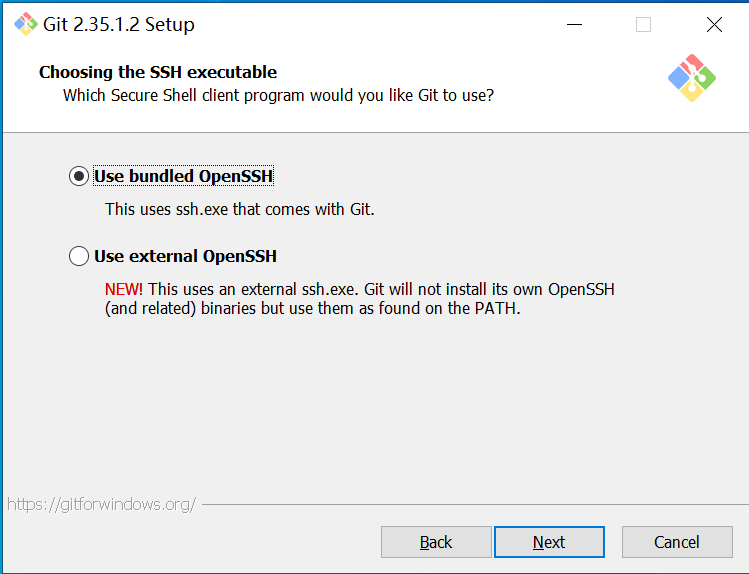 Git 2.35.1.2 Setup
Choosing the SSH executable
Which Secure Shell client program would you like Git to use?
Use bundled OpenSSH
This uses ssh.exe that comes with Git.
Use external OpenSSH
NEW! This uses an external ssh.exe. Git will not install its own OpenSSH
(and related) binaries but use them as found on the PATH.
https://gitforwindows.org/
Back Next Cancel